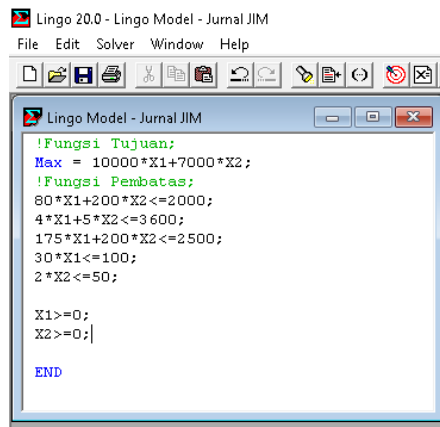 Lingo 20.0 - Lingo Model - Jurnal JIM
File Edit Solver Window Help
Lingo Model - Jurnal JIM
!Fungsi Tujuan;
Max = 10000*X1+7000*X2;
!Fungsi Pembatas;
80*X1+200*X2<=2000;
4*X1+5*X2<=3600;
175*X1+200*X2<=2500;
30*X1<=100;
2*X2<=50;
X1>=0;
X2>=0;
END